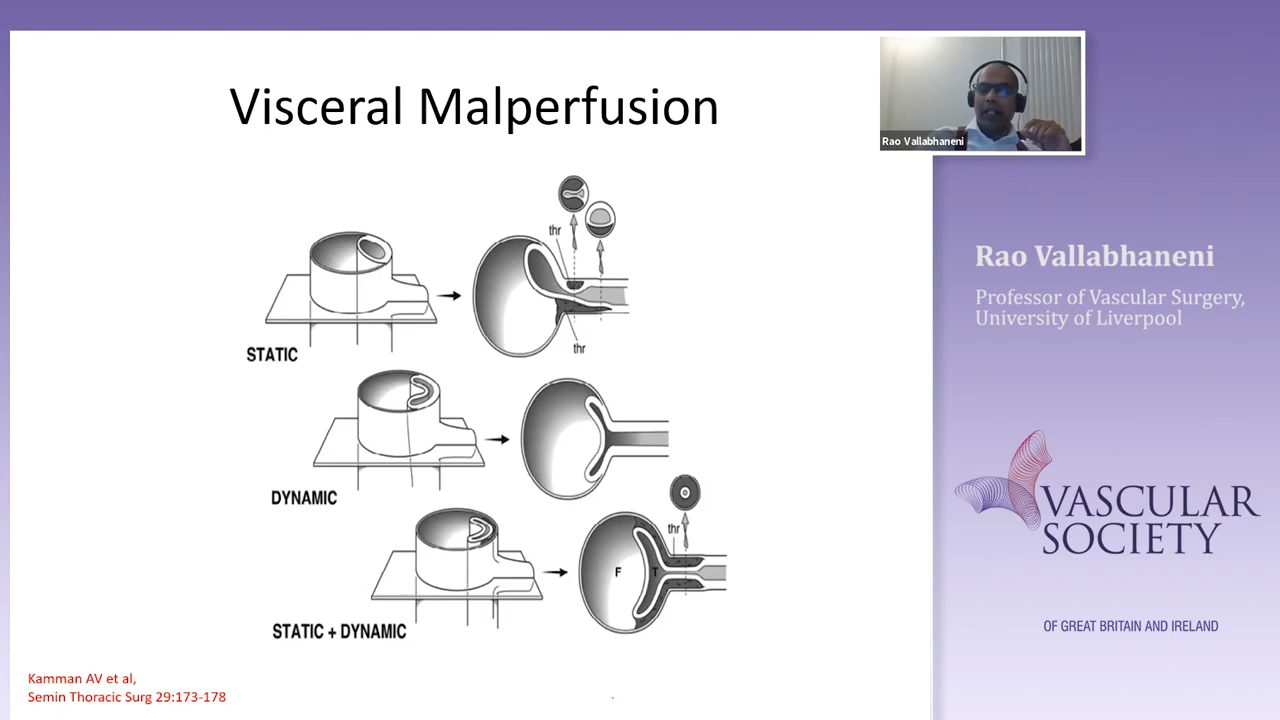 Visceral Malperfusion
Rao Vallabhaneni
Rao Vallabhaneni
Professor of Vascular Surgery,
University of Liverpool
thr
thr
STATIC
DYNAMIC
thr
F
T
STATIC + DYNAMIC
VASCULAR
SOCIETY
OF GREAT BRITAIN AND IRELAND
Kamman AV et al,
Semin Thoracic Surg 29:173-178